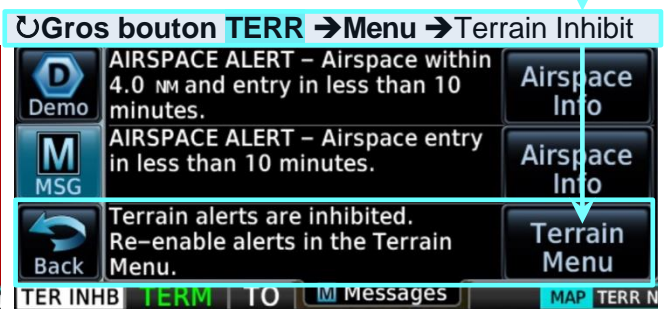 ↻Gros bouton TERR ➔Menu ➔Terrain Inhibit
D
Demo
AIRSPACE ALERT – Airspace within
4.0 NM and entry in less than 10
minutes.
Airspace
Info
M
MSG
AIRSPACE ALERT – Airspace entry
in less than 10 minutes.
Airspace
Info
Back
Terrain alerts are inhibited.
Re–enable alerts in the Terrain
Menu.
Terrain
Menu
TER INHB TERM TO M Messages MAP TERR N